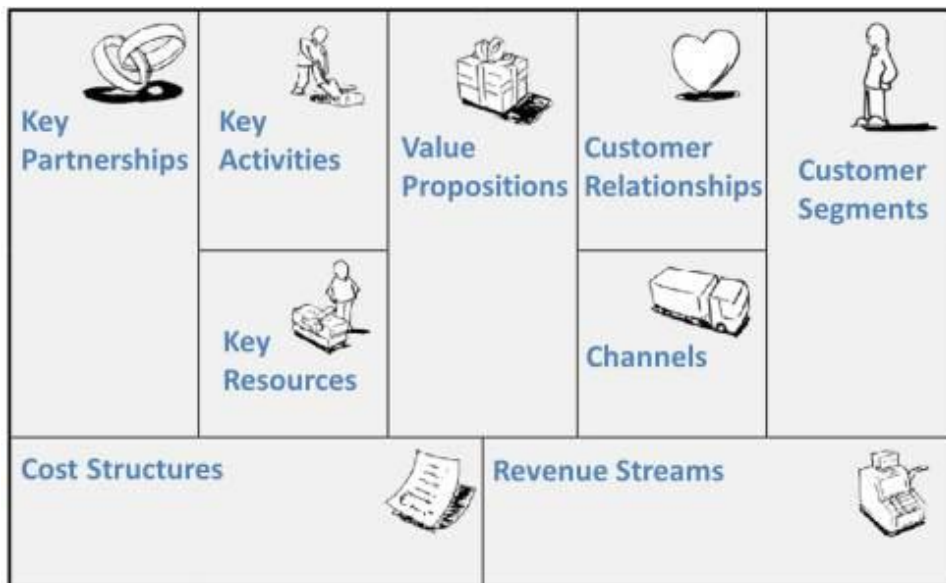 Key
Partnerships
Key
Activities
Key
Resources
Value
Propositions
Customer
Relationships
Channels
Customer
Segments
Cost Structures
Revenue Streams